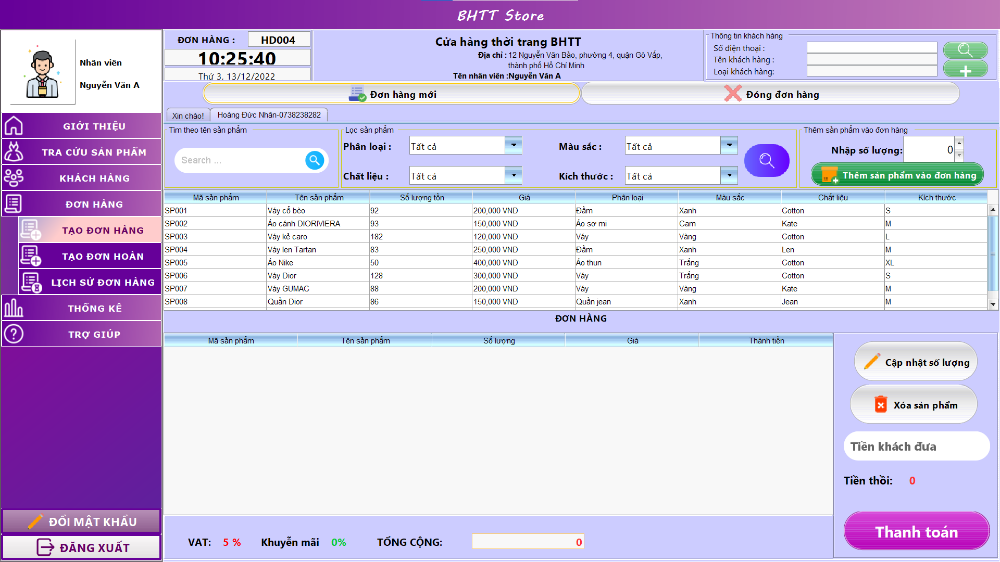 BHTT Store
Nhân viên
Nguyễn Văn A
GIỚI THIỆU
TRA CỨU SẢN PHẨM
KHÁCH HÀNG
ĐƠN HÀNG
TẠO ĐƠN HÀNG
TẠO ĐƠN HOÀN
LỊCH SỬ ĐƠN HÀNG
THỐNG KÊ
TRỢ GIÚP
ĐỔI MẬT KHẨU
ĐĂNG XUẤT
ĐƠN HÀNG : HD004
10:25:40
Thứ 3, 13/12/2022
Cửa hàng thời trang BHTT
Địa chỉ : 12 Nguyễn Văn Bảo, phường 4, quận Gò Vấp,
thành phố Hồ Chí Minh
Tên nhân viên :Nguyễn Văn A
Thông tin khách hàng
Số điện thoại :
Tên khách hàng :
Loại khách hàng:
Đơn hàng mới Đóng đơn hàng
Xin chào! Hoàng Đức Nhân-0738238282
Tìm theo tên sản phẩm
Search ...
Lọc sản phẩm
Phân loại : Tất cả Màu sắc : Tất cả
Chất liệu : Tất cả Kích thước : Tất cả
Thêm sản phẩm vào đơn hàng
Nhập số lượng: 0
Thêm sản phẩm vào đơn hàng
Mã sản phẩm Tên sản phẩm Số lượng tồn Giá Phân loại Màu sắc Chất liệu Kích thước
SP001 Váy cổ bèo 92 200,000 VND Đầm Xanh Cotton S
SP002 Áo cánh DIORIVIERA 93 150,000 VND Áo sơ mi Cam Kate M
SP003 Váy kẻ caro 182 120,000 VND Váy Vàng Cotton L
SP004 Váy len Tartan 83 250,000 VND Đầm Xanh Len M
SP005 Áo Nike 50 400,000 VND Áo thun Trắng Cotton XL
SP006 Váy Dior 128 300,000 VND Váy Trắng Cotton S
SP007 Váy GUMAC 88 200,000 VND Váy Vàng Kate M
SP008 Quần Dior 86 150,000 VND Quần jean Xanh Jean M
ĐƠN HÀNG
Mã sản phẩm Tên sản phẩm Số lượng Giá Thành tiền
Cập nhật số lượng
Xóa sản phẩm
Tiền khách đưa
Tiền thồi: 0
Thanh toán
VAT: 5 % Khuyễn mãi 0% TỔNG CỘNG: 0